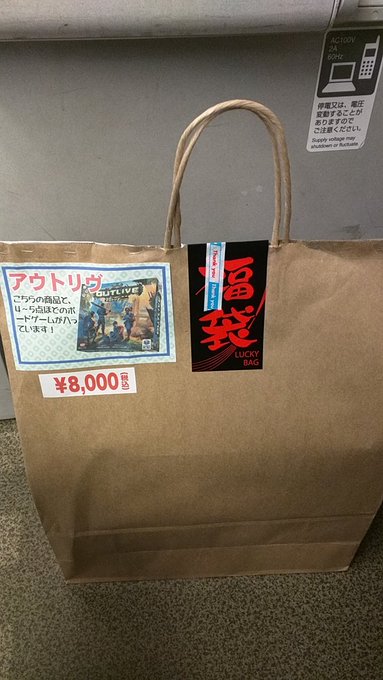 AC100V
2A
60Hz
停電又は、電圧
変動することが
ありますので
ご注意ください。
Supply voltage may
shutdown or fluctuate.
Thank you
Thank you
福袋
LUCKY
BAG
アウトリヴ
こちらの商品で、
4~5点ほどのボ
ードゲームが入っ
ています!
OUTLIVE
¥8,000(税込)